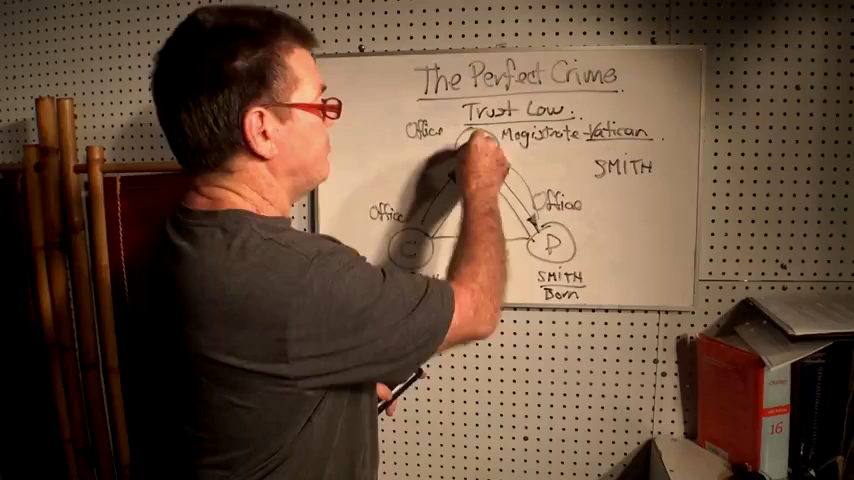 The Perfect Crime.
Trust Law.
Office
Magistrate-Vatican.
SMITH
Office
Office
C
D
SMITH
Born
16